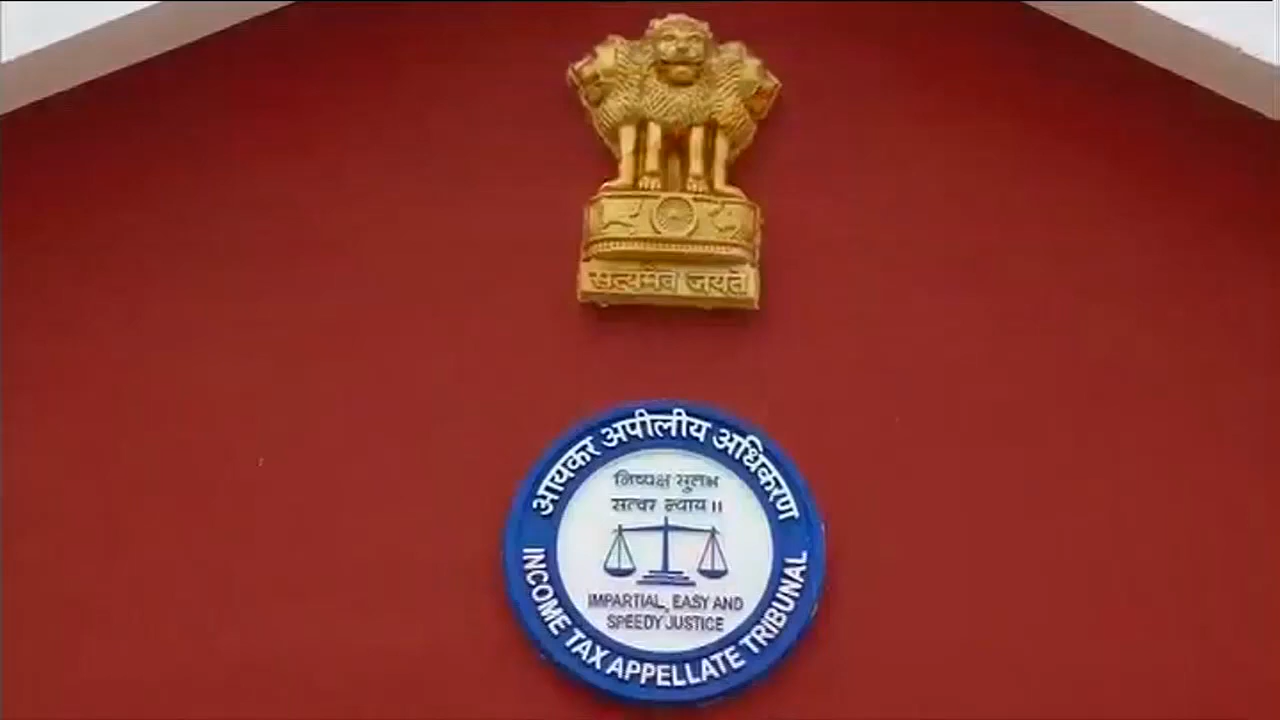 सत्यमेव जयते
आयकर अपीलीय अधिकरण
निष्पक्ष सुलभ
सत्वर न्याय॥
IMPARTIAL, EASY AND
SPEEDY JUSTICE
INCOME TAX APPELLATE TRIBUNAL